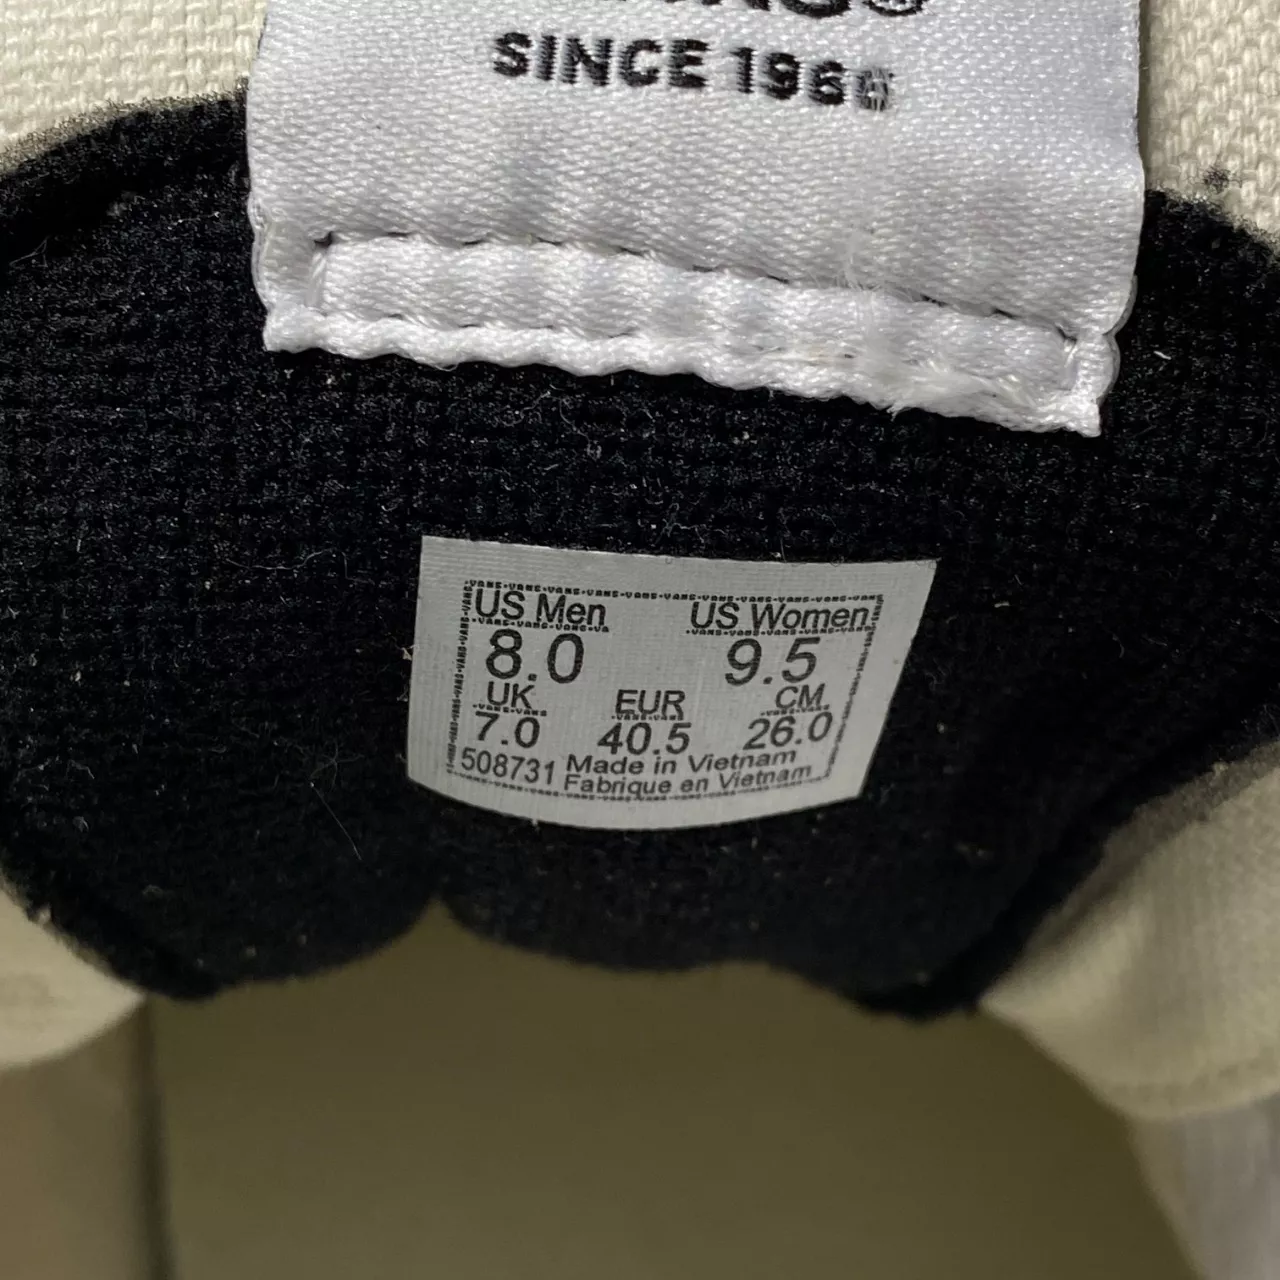 SINCE 1966
US Men US Women
8.0 9.5
UK EUR CM
7.0 40.5 26.0
508731 Made in Vietnam
Fabrique en Vietnam